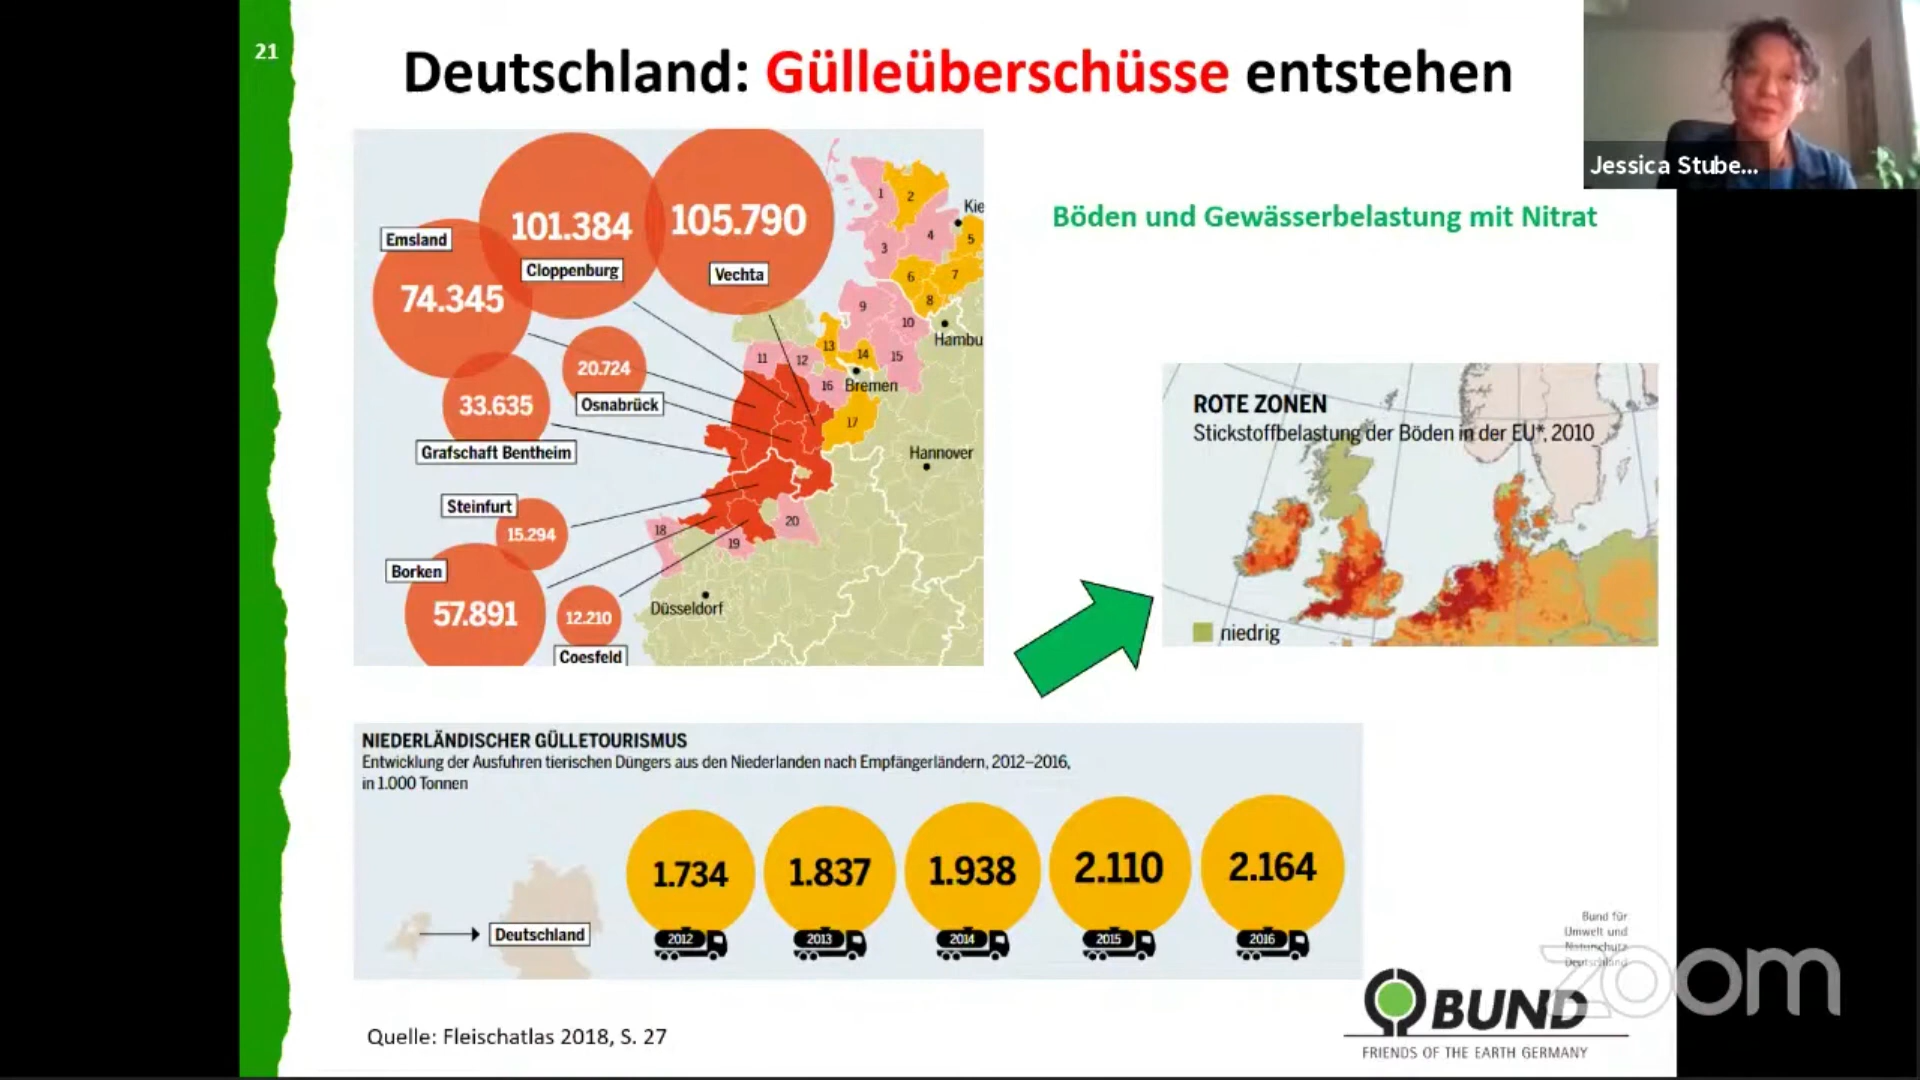 21
Deutschland: Gülleüberschüsse entstehen
Jessica Stube...
Böden und Gewässerbelastung mit Nitrat
Emsland
74.345
101.384
Cloppenburg
105.790
Vechta
20.724
Osnabrück
33.635
Grafschaft Bentheim
Steinfurt
15.294
Borken
57.891
12.210
Coesfeld
1
2
3
4
Kie
5
6
7
8
9
10
Hambu
11
12
13
14
15
16
Bremen
17
Hannover
18
19
20
Düsseldorf
ROTE ZONEN
Stickstoffbelastung der Böden in der EU*, 2010
niedrig
NIEDERLÄNDISCHER GÜLLETOURISMUS
Entwicklung der Ausfuhren tierischen Düngers aus den Niederlanden nach Empfängerländern, 2012–2016,
in 1.000 Tonnen
Deutschland
1.734
1.837
1.938
2.110
2.164
2012
2013
2014
2015
2016
Quelle: Fleischatlas 2018, S. 27
Bund für
Umwelt und
Naturschutz
Deutschland
BUND
FRIENDS OF THE EARTH GERMANY
zoom